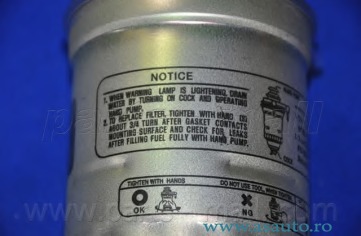 NOTICE
1. WHEN WARNING LAMP IS LIGHTENING, DRAIN
WATER BY TURNING ON COCK AND OPERATING
HAND PUMP.
2. TO REPLACE FILTER, TIGHTEN WITH HAND
ABOUT 3/4 TURN AFTER GASKET CONTACTS
MOUNTING SURFACE AND CHECK FOR LEAKS
AFTER FILLING FUEL FULLY WITH HAND PUMP.
COCK
TIGHTEN WITH HANDS
DO NOT USE TOOL WHEN
OK
NG
www.scauto.ro